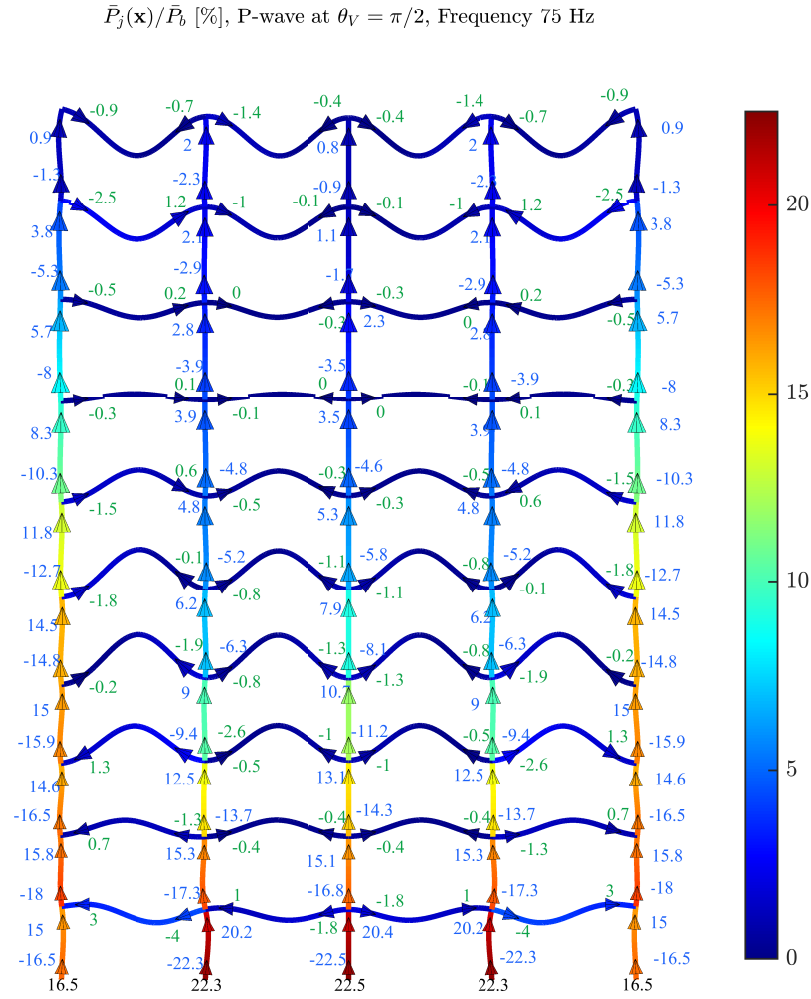 P̄_j(x)/P̄_b [%], P-wave at θ_V = π/2, Frequency 75 Hz
-0.9 -0.7 -1.4 -0.4 -0.4 -1.4 -0.7 -0.9
0.9 2 0.8 2 0.9
-1.3 -2.3 -0.9 -1.3
-2.5 1.2 -1 -0.1 -0.1 -1 1.2 -2.5
3.8 2.1 1.1 2.1 3.8
-5.3 -2.9 -2.9 -5.3
-0.5 0.2 0 -0.3 0.2
5.7 2.8 2.3 0 -0.5 5.7
-8 -3.9 -3.5 -3.9 -8
0.1 0 -0.1
-0.3 -0.1 0 0.1
8.3 3.9 3.5 3.9 8.3
-10.3 0.6 -4.8 -0.3 -4.6 -0.5 -4.8 -1.5 -10.3
-1.5 -0.5 -0.3 0.6
11.8 4.8 5.3 4.8 11.8
-12.7 -0.1 -5.2 -1.1 -5.8 -0.8 -5.2 -1.8 -12.7
-1.8 -0.8 -1.1 -0.1
14.5 6.2 7.9 6.2 14.5
-14.8 -1.9 -6.3 -1.3 -8.1 -0.8 -6.3 -0.2 -14.8
-0.2 -0.8 -1.3 -1.9
15 9 10.7 9 15
-15.9 -9.4 -2.6 -1 -11.2 -0.5 -9.4 1.3 -15.9
1.3 -0.5 -1 -2.6
14.6 12.5 13.1 12.5 14.6
-16.5 -1.3 -13.7 -0.4 -14.3 -0.4 -13.7 0.7 -16.5
0.7 -0.4 -0.4 -1.3
15.8 15.3 15.1 15.3 15.8
-18 -17.3 1 -16.8 -1.8 1 -17.3 3 -18
3 -4 -1.8 -4
15 20.2 20.4 20.2 15
-16.5 -22.3 -22.5 -22.3 -16.5
16.5 22.3 22.5 22.3 16.5
20
15
10
5
0